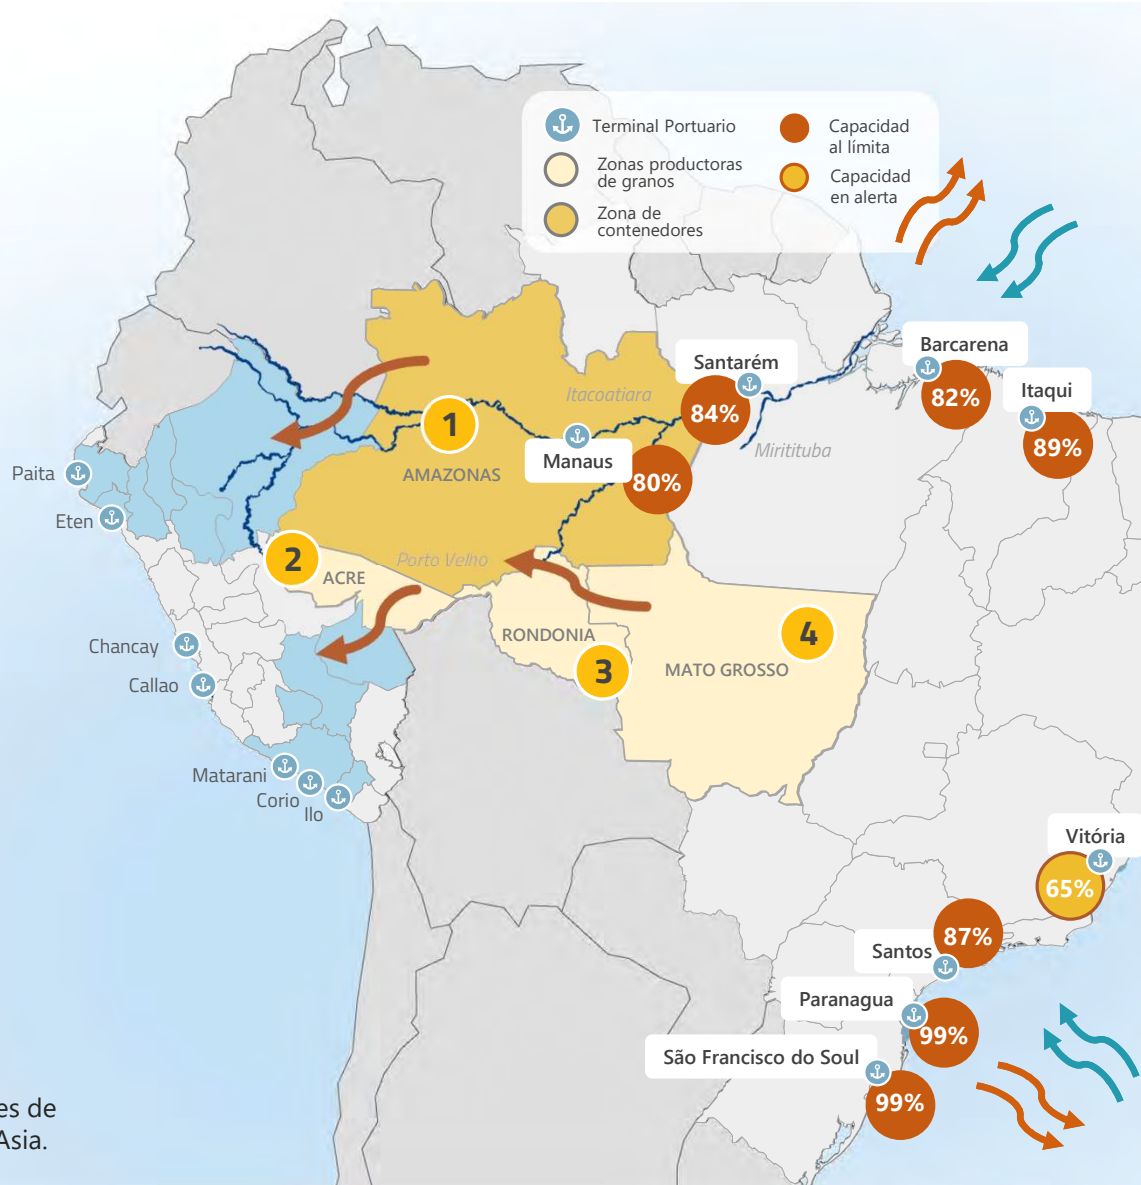 Terminal Portuario
Zonas productoras
de granos
Zona de
contenedores
Capacidad
al límita
Capacidad
en alerta
Barcarena
82%
Itaqui
89%
Santarém
84%
Itacoatiara
Miritituba
1
AMAZONAS
Manaus
80%
Paita
Eten
2
ACRE
Porto Velho
RONDONIA
3
4
MATO GROSSO
Chancay
Callao
Matarani
Corio
Ilo
Vitória
65%
87%
Santos
Paranagua
99%
São Francisco do Soul
99%
es de
Asia.